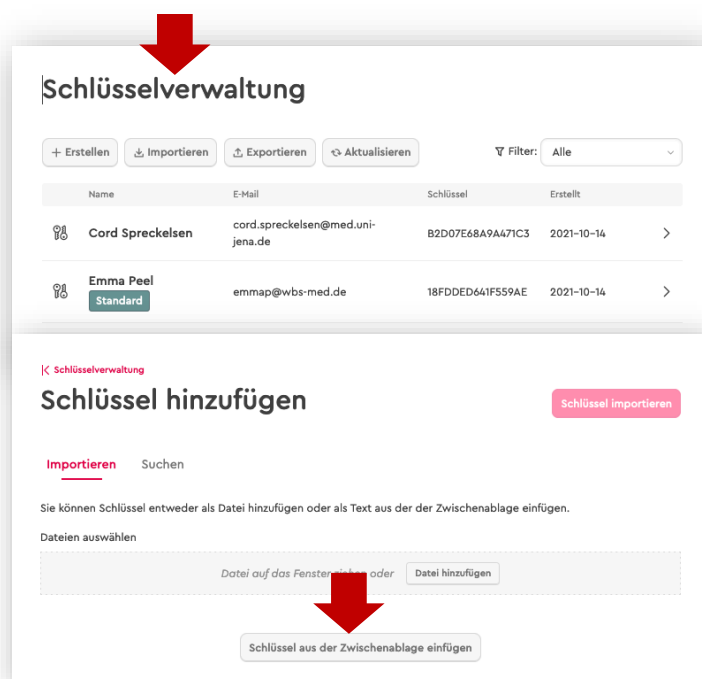 Schlüsselverwaltung
Erstellen Importieren Exportieren Aktualisieren Filter: Alle
Name E-Mail Schlüssel Erstellt
Cord Spreckelsen cord.spreckelsen@med.uni-jena.de B2D07E68A9A471C3 2021-10-14
Emma Peel
Standard emmap@wbs-med.de 18FDDED641F559AE 2021-10-14
Schlüsselverwaltung
Schlüssel hinzufügen Schlüssel importieren
Importieren Suchen
Sie können Schlüssel entweder als Datei hinzufügen oder als Text aus der der Zwischenablage einfügen.
Dateien auswählen
Datei auf das Fenster oder Datei hinzufügen
Schlüssel aus der Zwischenablage einfügen